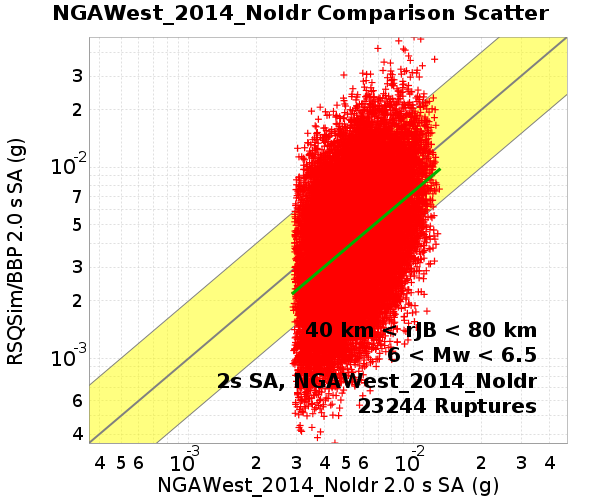 NGAWest_2014_NoIdr Comparison Scatter
RSQSim/BBP 2.0 s SA (g)
3
2
10^-2
7
5
3
2
10^-3
6
4
40 km < rJB < 80 km
6 < Mw < 6.5
2s SA, NGAWest_2014_NoIdr
23244 Ruptures
4 5 6 10^-3 2 3 4 5 6 10^-2 2 3 4
NGAWest_2014_NoIdr 2.0 s SA (g)